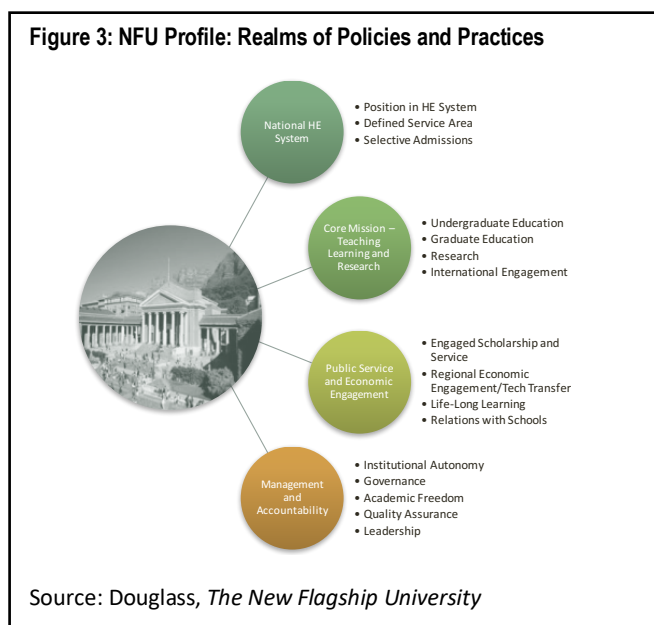 Figure 3: NFU Profile: Realms of Policies and Practices
National HE
System
• Position in HE System
• Defined Service Area
• Selective Admissions
Core Mission –
Teaching
Learning and
Research
• Undergraduate Education
• Graduate Education
• Research
• International Engagement
Public Service
and Economic
Engagement
• Engaged Scholarship and
Service
• Regional Economic
Engagement/Tech Transfer
• Life-Long Learning
• Relations with Schools
Management
and
Accountability
• Institutional Autonomy
• Governance
• Academic Freedom
• Quality Assurance
• Leadership
Source: Douglass, The New Flagship University